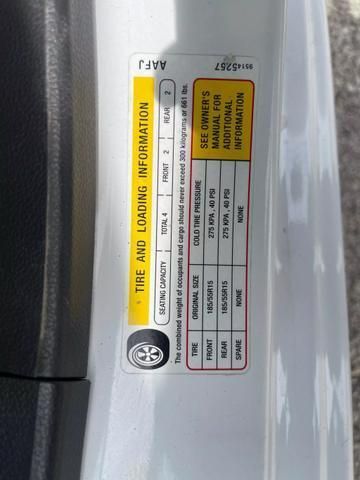 TIRE AND LOADING INFORMATION
SEATING CAPACITY TOTAL 4 FRONT 2 REAR 2
The combined weight of occupants and cargo should never exceed 300 kilograms or 661 lbs.
TIRE ORIGINAL SIZE COLD TIRE PRESSURE
FRONT 185/55R15 275 KPA, 40 PSI
REAR 185/55R15 275 KPA, 40 PSI
SPARE NONE NONE
SEE OWNER'S
MANUAL FOR
ADDITIONAL
INFORMATION
AAFJ
95145257